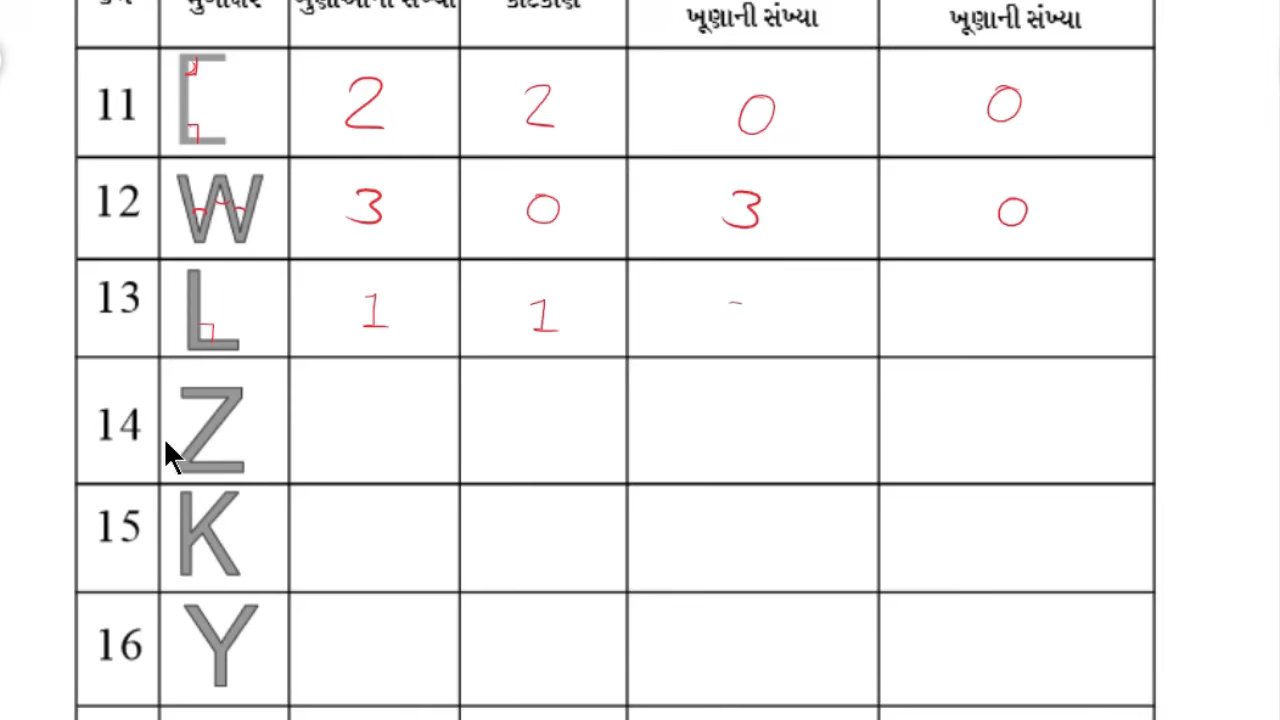 ખૂણાની સંખ્યા ખૂણાની સંખ્યા
11 [ 2 2 0 0
12 W 3 0 3 0
13 L 1 1 -
14 Z
15 K
16 Y